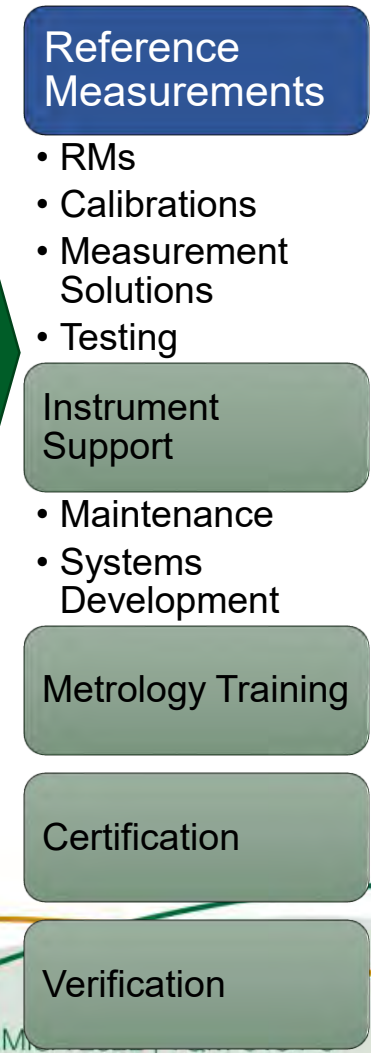 Reference
Measurements
• RMs
• Calibrations
• Measurement
Solutions
• Testing
Instrument
Support
• Maintenance
• Systems
Development
Metrology Training
Certification
Verification